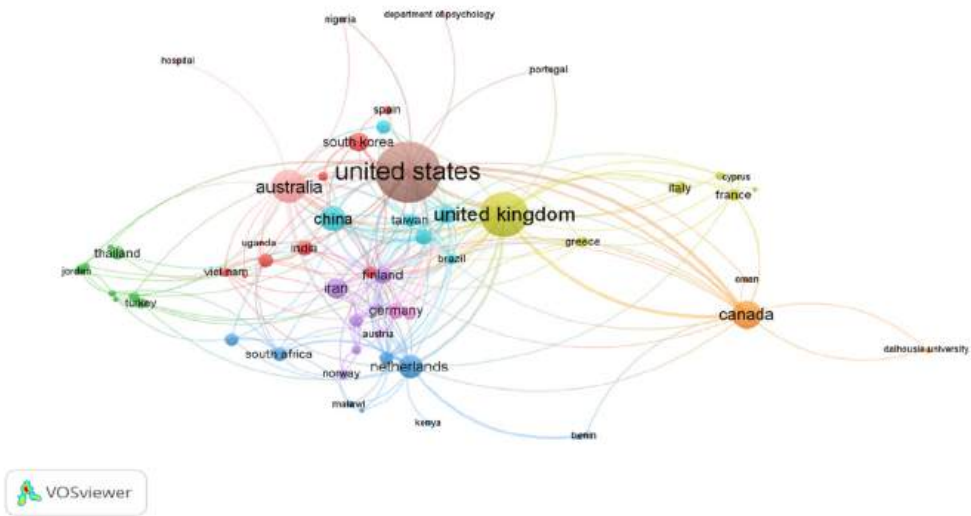 nigeria
department of psychology
hospital
portugal
spain
south korea
united states
australia
italy
cyprus
france
china
taiwan
united kingdom
uganda
india
greece
thailand
brazil
jordan
viet nam
finland
oman
turkey
iran
germany
canada
austria
dalhousie university
south africa
netherlands
norway
malawi
kenya
benin
VOSviewer